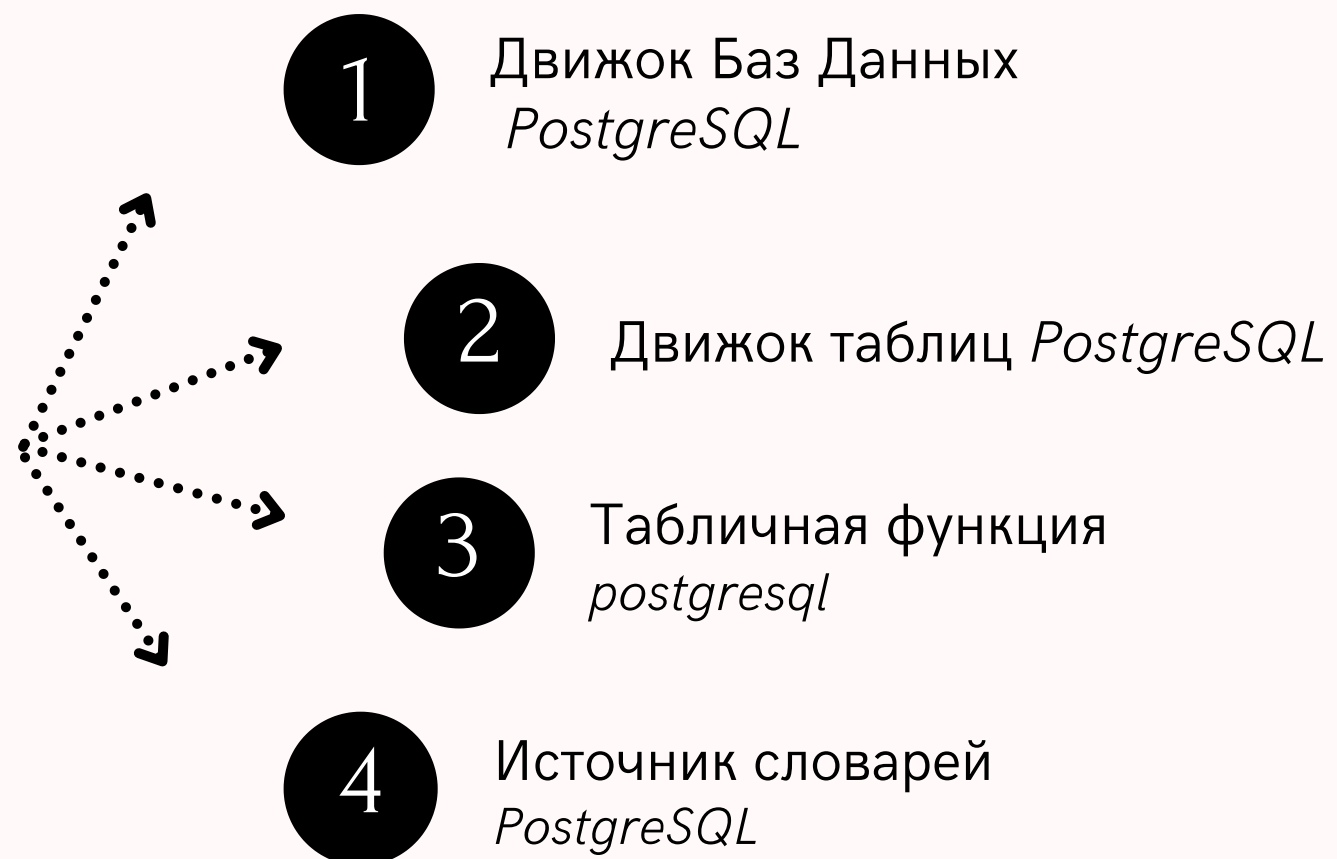 1
Движок Баз Данных
PostgreSQL
2
Движок таблиц PostgreSQL
3
Табличная функция
postgresql
4
Источник словарей
PostgreSQL